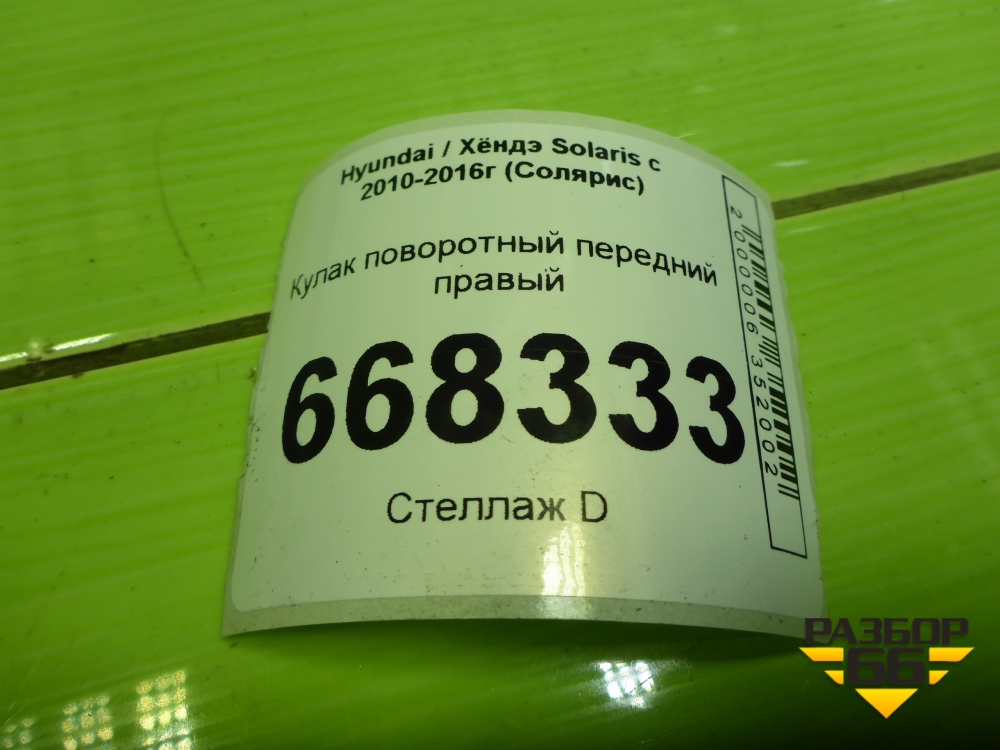 Hyundai / Хёндэ Solaris с
2010-2016г (Солярис)
Кулак поворотный передний
правый
668333
Стеллаж D
2000006352002
РАЗБОР
66